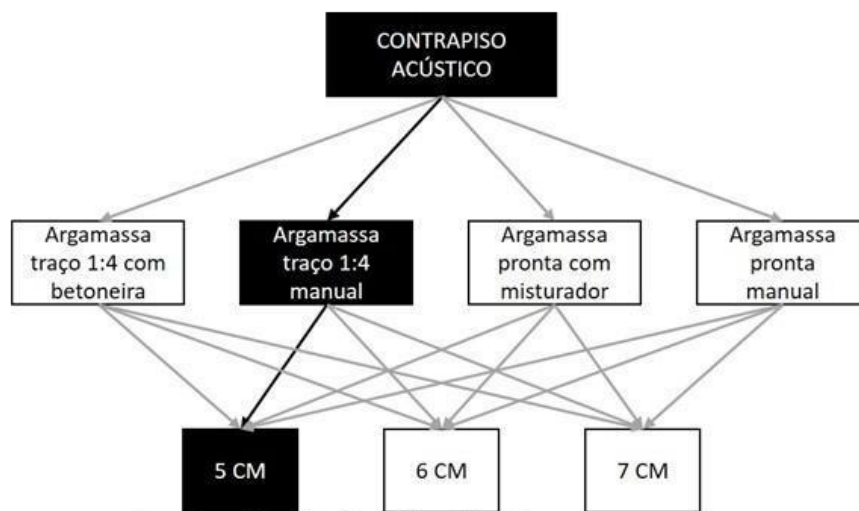 CONTRAPISO
ACÚSTICO
Argamassa
traço 1:4 com
betoneira
Argamassa
traço 1:4
manual
Argamassa
pronta com
misturador
Argamassa
pronta
manual
5 CM
6 CM
7 CM